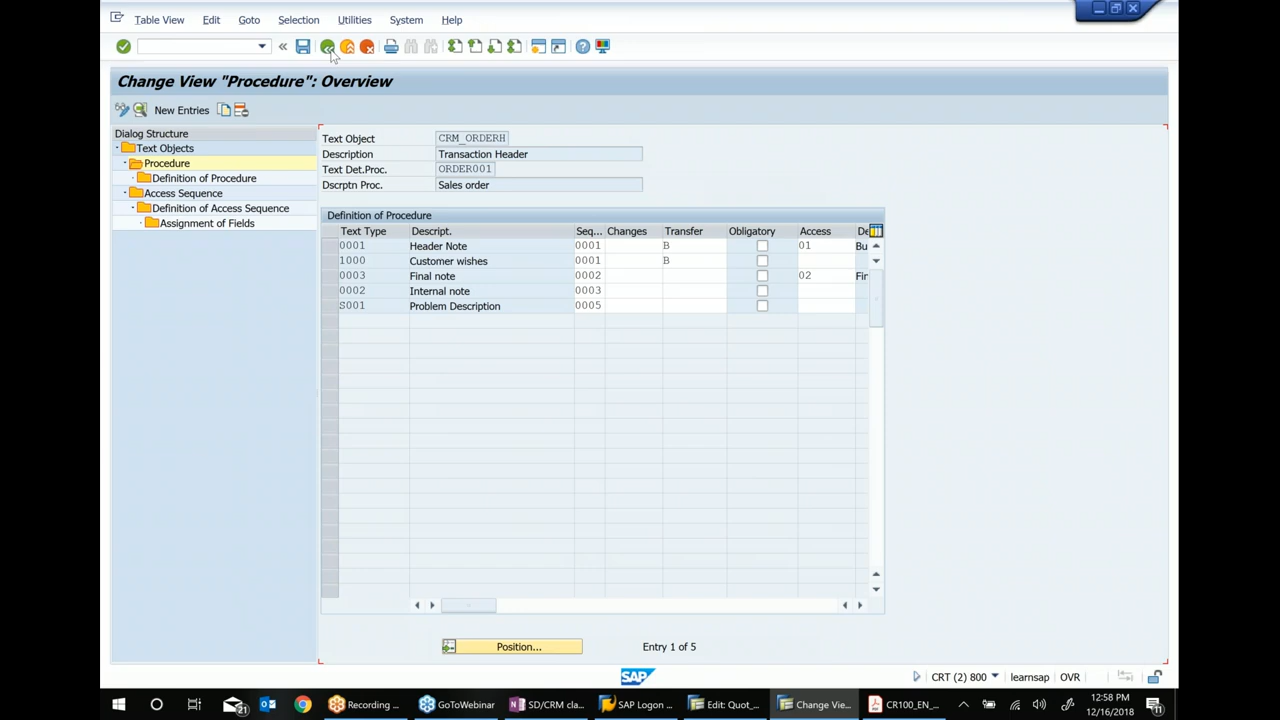 Table View Edit Goto Selection Utilities System Help
Change View "Procedure": Overview
New Entries
Dialog Structure
Text Objects
Procedure
Definition of Procedure
Access Sequence
Definition of Access Sequence
Assignment of Fields
Text Object CRM_ORDERH
Description Transaction Header
Text Det.Proc. ORDER001
Dscrptn Proc. Sales order
Definition of Procedure
Text Type Descript. Seq... Changes Transfer Obligatory Access De
0001 Header Note 0001 B 01 Bu
1000 Customer wishes 0001 B
0003 Final note 0002 02 Fir
0002 Internal note 0003
S001 Problem Description 0005
Position... Entry 1 of 5
SAP CRT (2) 800 learnsap OVR
21 Recording ... GoToWebinar SD/CRM cla... SAP Logon ... Edit: Quot_... Change Vie... CR100_EN_... 12:58 PM
12/16/2018 11